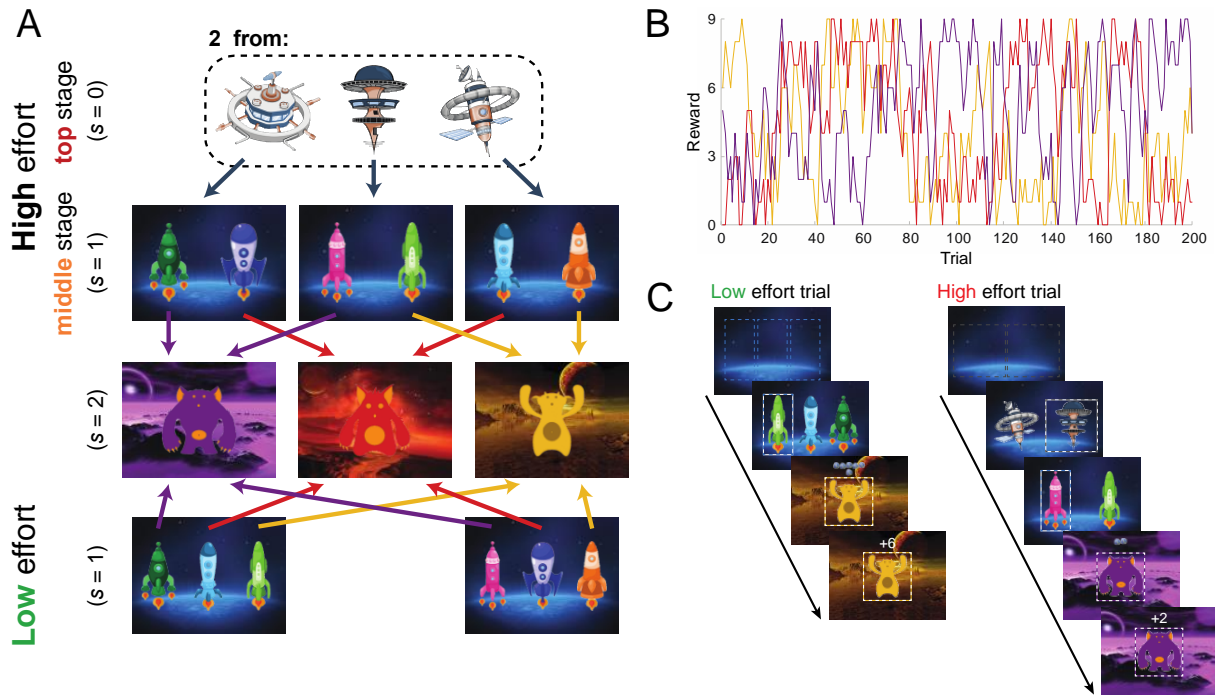 A
2 from:
High effort
top stage
(s = 0)
middle stage
(s = 1)
(s = 2)
Low effort
(s = 1)
B
Reward
9
6
3
0
0 20 40 60 80 100 120 140 160 180 200
Trial
C
Low effort trial
+6
High effort trial
+2